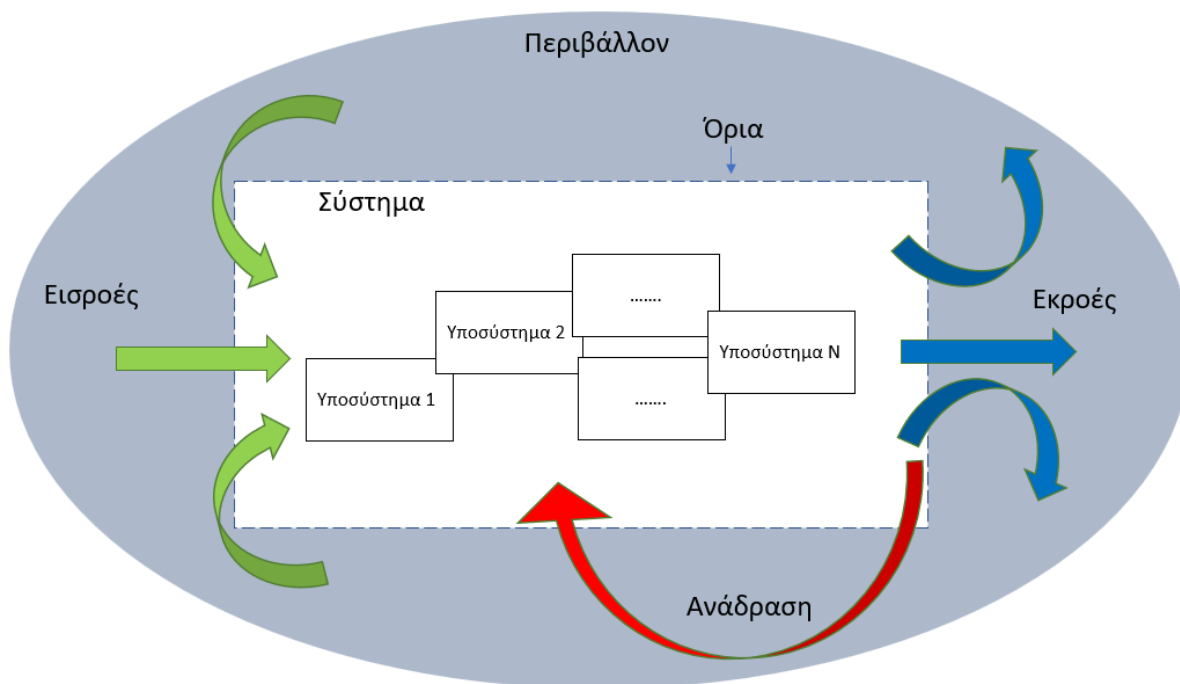 Περιβάλλον
Όρια
Σύστημα
Εισροές
.......
Εκροές
Υποσύστημα 2
Υποσύστημα Ν
Υποσύστημα 1
.......
Ανάδραση